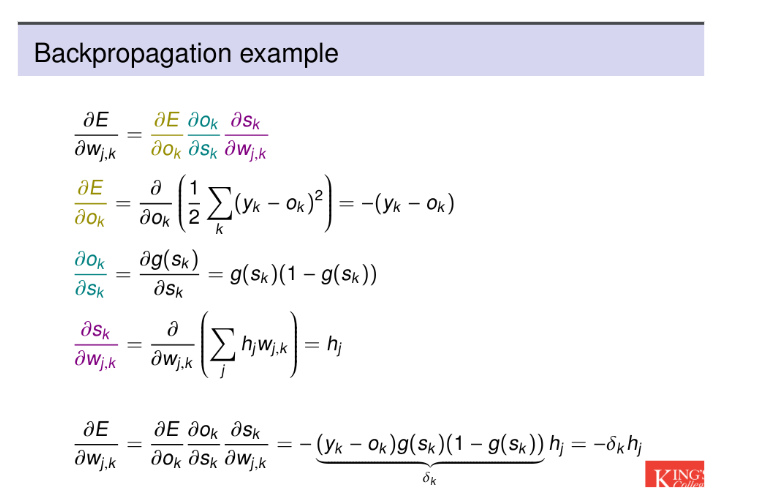 Backpropagation example
∂E/∂w_{j,k} = ∂E/∂o_k ∂o_k/∂s_k ∂s_k/∂w_{j,k}
∂E/∂o_k = ∂/∂o_k (1/2 ∑_k (y_k − o_k)²) = −(y_k − o_k)
∂o_k/∂s_k = ∂g(s_k)/∂s_k = g(s_k)(1 − g(s_k))
∂s_k/∂w_{j,k} = ∂/∂w_{j,k} (∑_j h_j w_{j,k}) = h_j
∂E/∂w_{j,k} = ∂E/∂o_k ∂o_k/∂s_k ∂s_k/∂w_{j,k} = − (y_k − o_k)g(s_k)(1 − g(s_k)) h_j = −δ_k h_j
δ_k
KING'S